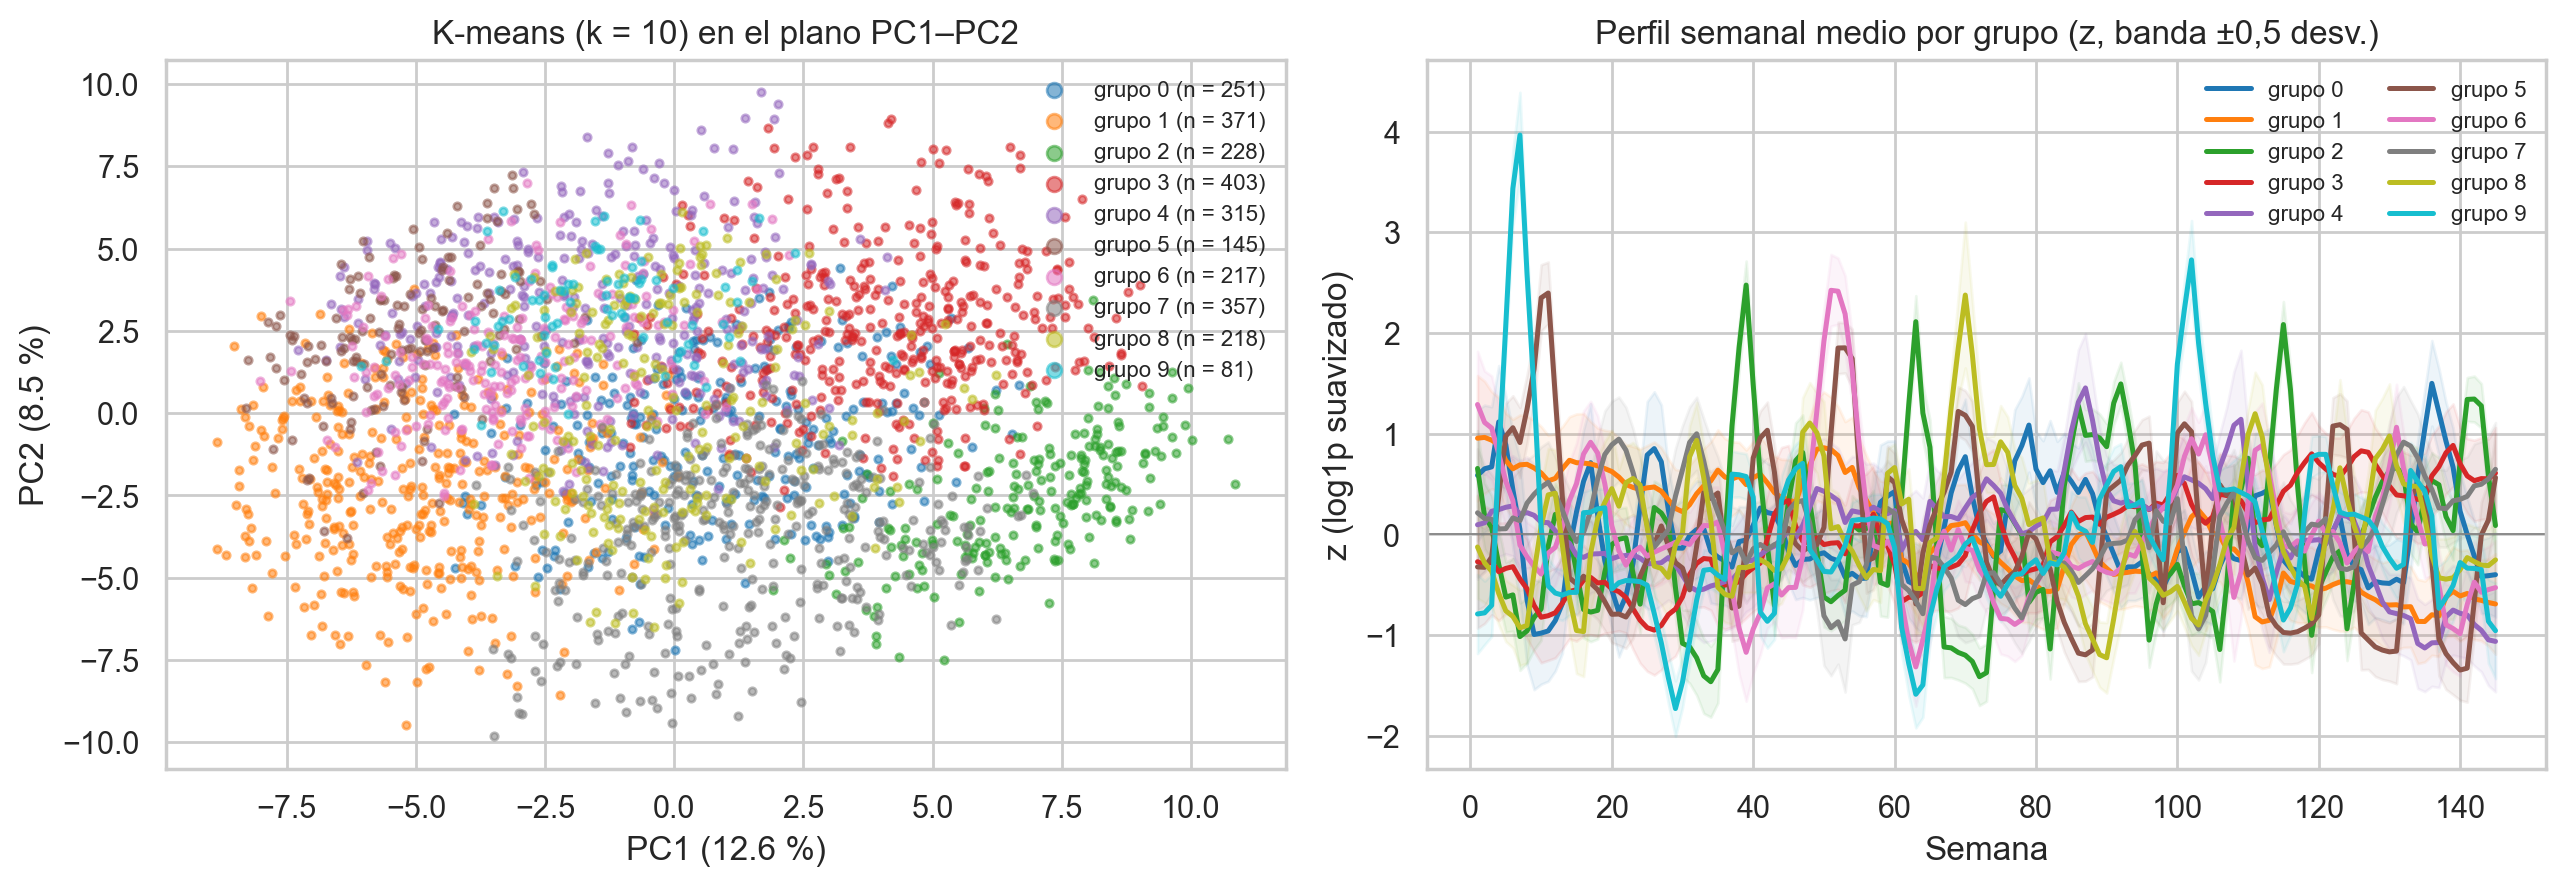 K-means (k = 10) en el plano PC1–PC2
10.0
7.5
5.0
2.5
0.0
−2.5
−5.0
−7.5
−10.0
PC2 (8.5 %)
−7.5
−5.0
−2.5
0.0
2.5
5.0
7.5
10.0
PC1 (12.6 %)
grupo 0 (n = 251)
grupo 1 (n = 371)
grupo 2 (n = 228)
grupo 3 (n = 403)
grupo 4 (n = 315)
grupo 5 (n = 145)
grupo 6 (n = 217)
grupo 7 (n = 357)
grupo 8 (n = 218)
grupo 9 (n = 81)
Perfil semanal medio por grupo (z, banda ±0,5 desv.)
4
3
2
1
0
−1
−2
z (log1p suavizado)
0
20
40
60
80
100
120
140
Semana
grupo 0
grupo 1
grupo 2
grupo 3
grupo 4
grupo 5
grupo 6
grupo 7
grupo 8
grupo 9